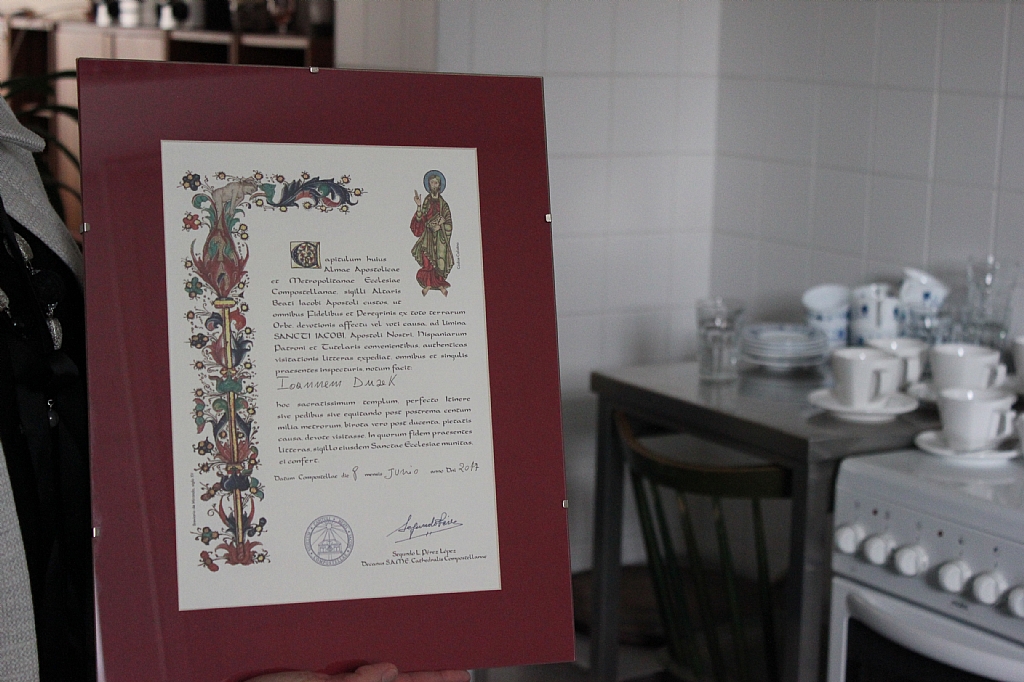 Capitulum huius
Almae Apostolicae
et Metropolitanae Ecclesiae
Compostellanae, sigilli Altaris
Beati Iacobi Apostoli custos, ut
omnibus Fidelibus et Peregrinis ex toto terrarum
Orbe, devotionis affectu vel voti causa, ad limina
SANCTI IACOBI, Apostoli Nostri, Hispaniarum
Patroni et Tutelaris convenientibus, authenticas
visitationis litteras expediat, omnibus et singulis
praesentes inspecturis, notum facit:
Ioannem Duzek
hoc sacratissimum templum, perfecto Itinere
sive pedibus sive equitando post postrema centum
milia metrorum, birota vero post ducenta, pietatis
causa, devote visitasse. In quorum fidem praesentes
litteras, sigillo eiusdem Sanctae Ecclesiae munitas,
ei confert.
Datum Compostellae die 8 mensis Junio anno Dni 2017
Segundo L. Pérez López
Decanus S.A.M.E. Cathedralis Compostellanae